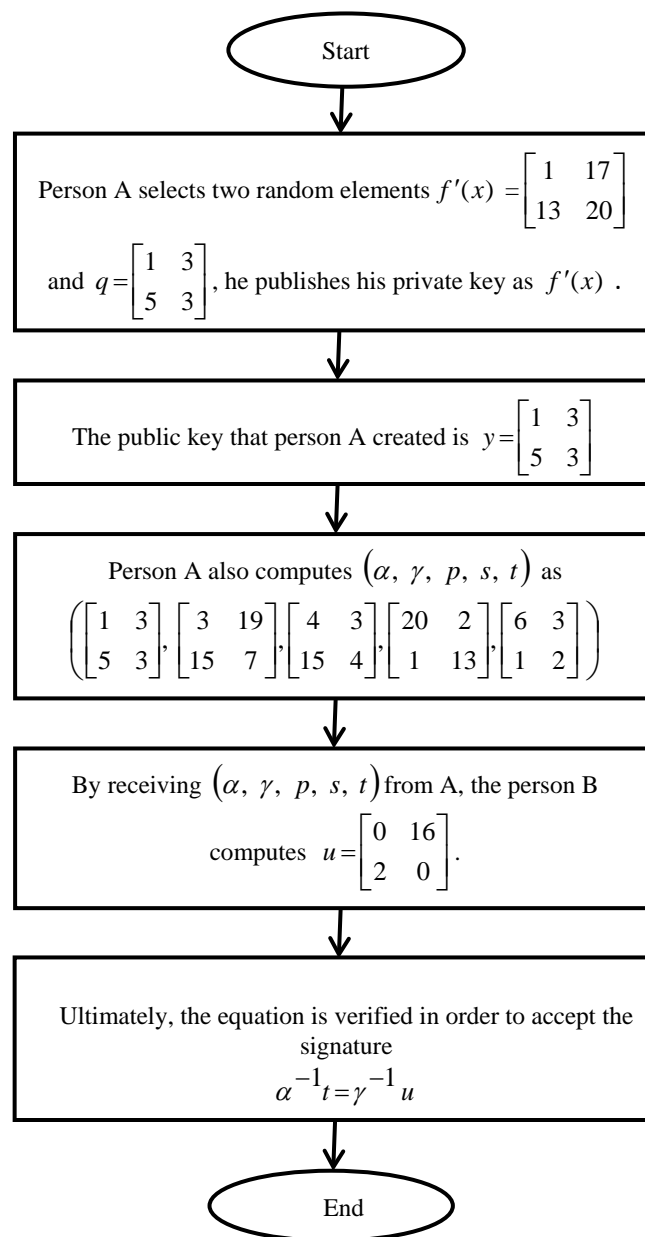 Start
Person A selects two random elements f′(x) = [1 17; 13 20]
and q = [1 3; 5 3], he publishes his private key as f′(x) .
The public key that person A created is y = [1 3; 5 3]
Person A also computes (α, γ, p, s, t) as
([1 3; 5 3], [3 19; 15 7], [4 3; 15 4], [20 2; 1 13], [6 3; 1 2])
By receiving (α, γ, p, s, t) from A, the person B
computes u = [0 16; 2 0].
Ultimately, the equation is verified in order to accept the
signature
α⁻¹t = γ⁻¹u
End